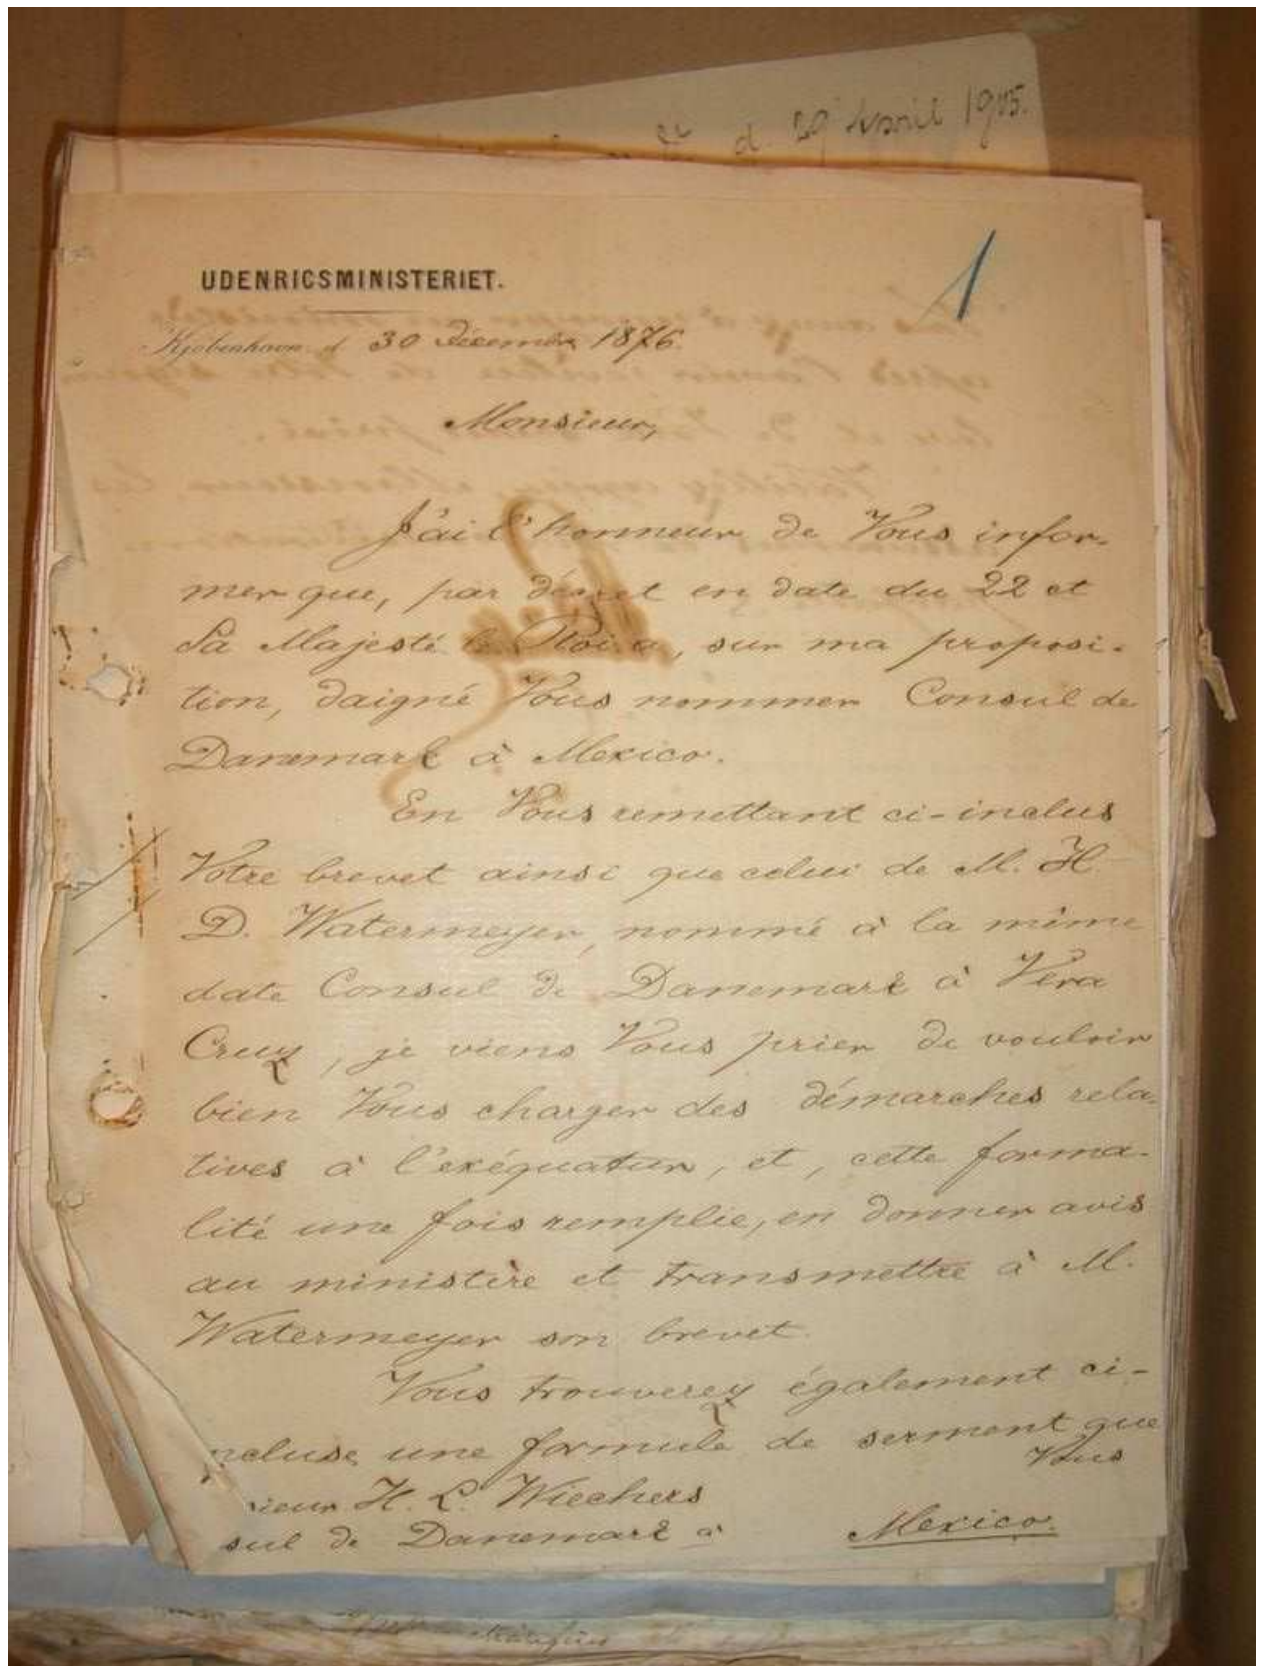 d. 29 April 1905.
1
UDENRIGSMINISTERIET.
Kjøbenhavn d. 30 décembre 1876.
Monsieur,
J'ai l'honneur de Vous infor-
mer que, par décret en date du 22 ct
Sa Majesté le Roi a, sur ma proposi-
tion, daigné Vous nommer Consul de
Danemark à Mexico.
En Vous remettant ci-inclus
Votre brevet ainsi que celui de M. H.
D. Watermeyer, nommé à la même
date Consul de Danemark à Véra
Cruz, je viens Vous prier de vouloir
bien Vous charger des démarches rela-
tives à l'exéquatur, et, cette forma-
lité une fois remplie, en donner avis
au ministère et transmettre à M.
Watermeyer son brevet.
Vous trouverez également ci-
ncluse une formule de serment que
Vous
sieur H. L. Wiechers
sul de Danemark à Mexico.